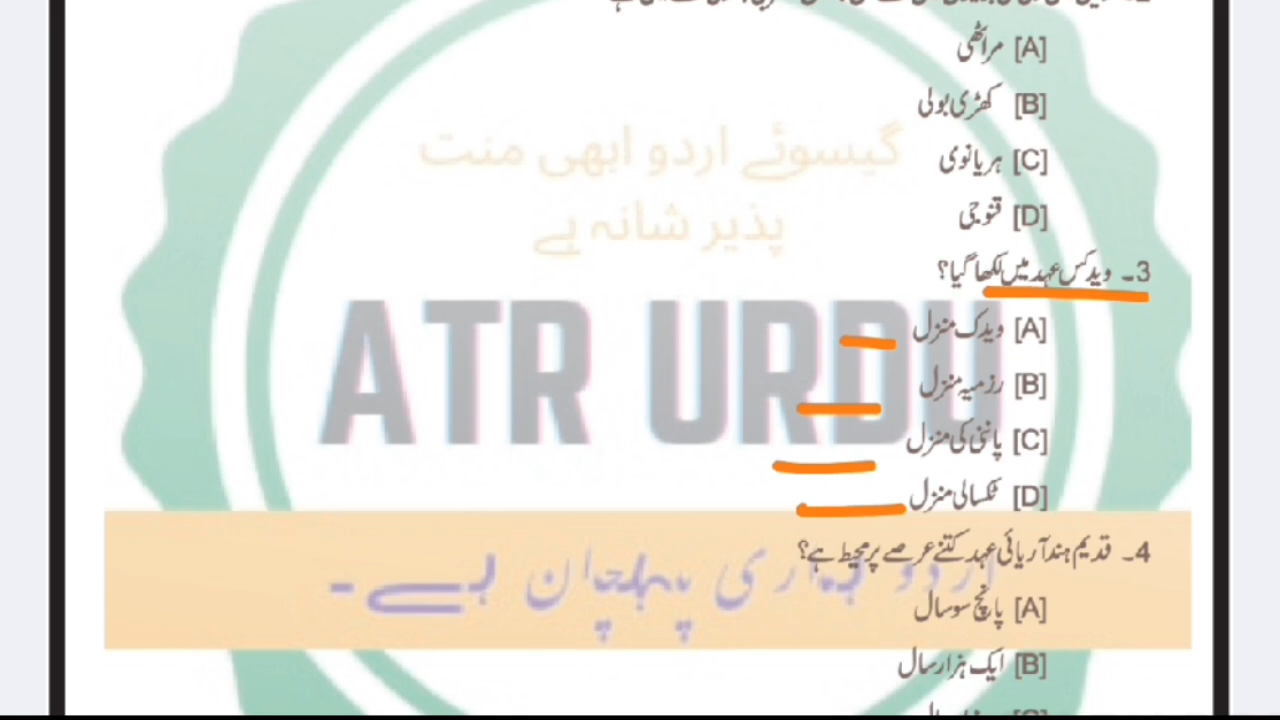 [A] مراٹھی
[B] کھڑی بولی
[C] ہریانوی
[D] قنوجی
3۔ وید کس عہد میں لکھا گیا؟
[A] ویدک منزل
[B] رزمیہ منزل
[C] پاننی کی منزل
[D] ٹکسالی منزل
4۔ قدیم ہند آریائی عہد کتنے عرصے پر محیط ہے؟
[A] پانچ سو سال
[B] ایک ہزار سال
گیسوئے اردو ابھی منت
پذیر شانہ ہے
ATR URDU
اردو ہماری پہچان ہے۔